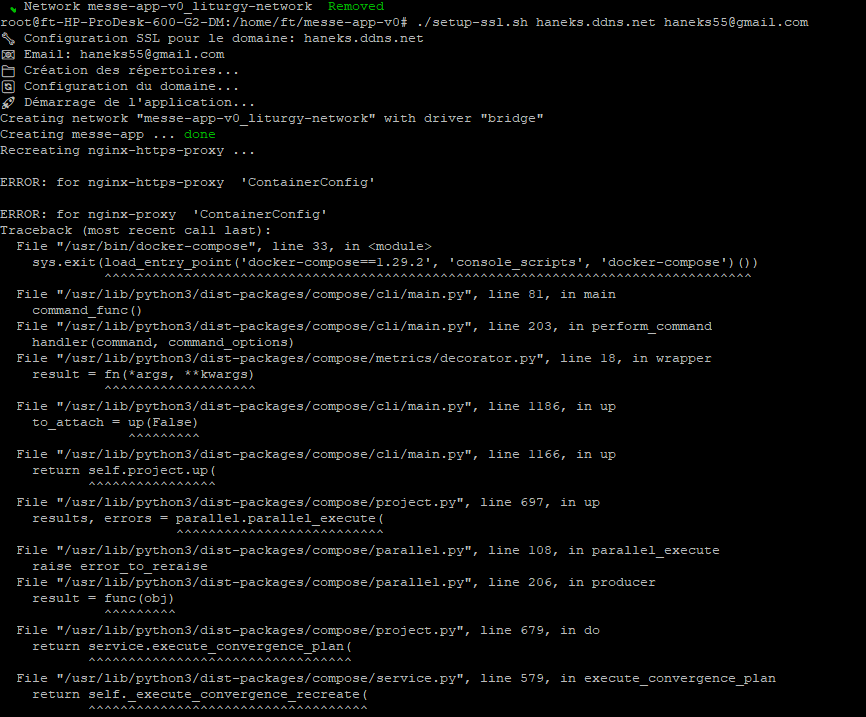 Network messe-app-v0_liturgy-network  Removed
root@ft-HP-ProDesk-600-G2-DM:/home/ft/messe-app-v0# ./setup-ssl.sh haneks.ddns.net haneks55@gmail.com
🔧 Configuration SSL pour le domaine: haneks.ddns.net
📧 Email: haneks55@gmail.com
📁 Création des répertoires...
🔄 Configuration du domaine...
🚀 Démarrage de l'application...
Creating network "messe-app-v0_liturgy-network" with driver "bridge"
Creating messe-app ... done
Recreating nginx-https-proxy ...
ERROR: for nginx-https-proxy  'ContainerConfig'
ERROR: for nginx-proxy  'ContainerConfig'
Traceback (most recent call last):
  File "/usr/bin/docker-compose", line 33, in <module>
    sys.exit(load_entry_point('docker-compose==1.29.2', 'console_scripts', 'docker-compose')())
             ^^^^^^^^^^^^^^^^^^^^^^^^^^^^^^^^^^^^^^^^^^^^^^^^^^^^^^^^^^^^^^^^^^^^^^^^^^^^^^^^^
  File "/usr/lib/python3/dist-packages/compose/cli/main.py", line 81, in main
    command_func()
  File "/usr/lib/python3/dist-packages/compose/cli/main.py", line 203, in perform_command
    handler(command, command_options)
  File "/usr/lib/python3/dist-packages/compose/metrics/decorator.py", line 18, in wrapper
    result = fn(*args, **kwargs)
             ^^^^^^^^^^^^^^^^^^^
  File "/usr/lib/python3/dist-packages/compose/cli/main.py", line 1186, in up
    to_attach = up(False)
                ^^^^^^^^^
  File "/usr/lib/python3/dist-packages/compose/cli/main.py", line 1166, in up
    return self.project.up(
           ^^^^^^^^^^^^^^^^
  File "/usr/lib/python3/dist-packages/compose/project.py", line 697, in up
    results, errors = parallel.parallel_execute(
                      ^^^^^^^^^^^^^^^^^^^^^^^^^^
  File "/usr/lib/python3/dist-packages/compose/parallel.py", line 108, in parallel_execute
    raise error_to_reraise
  File "/usr/lib/python3/dist-packages/compose/parallel.py", line 206, in producer
    result = func(obj)
             ^^^^^^^^^
  File "/usr/lib/python3/dist-packages/compose/project.py", line 679, in do
    return service.execute_convergence_plan(
           ^^^^^^^^^^^^^^^^^^^^^^^^^^^^^^^^^
  File "/usr/lib/python3/dist-packages/compose/service.py", line 579, in execute_convergence_plan
    return self._execute_convergence_recreate(
           ^^^^^^^^^^^^^^^^^^^^^^^^^^^^^^^^^^^